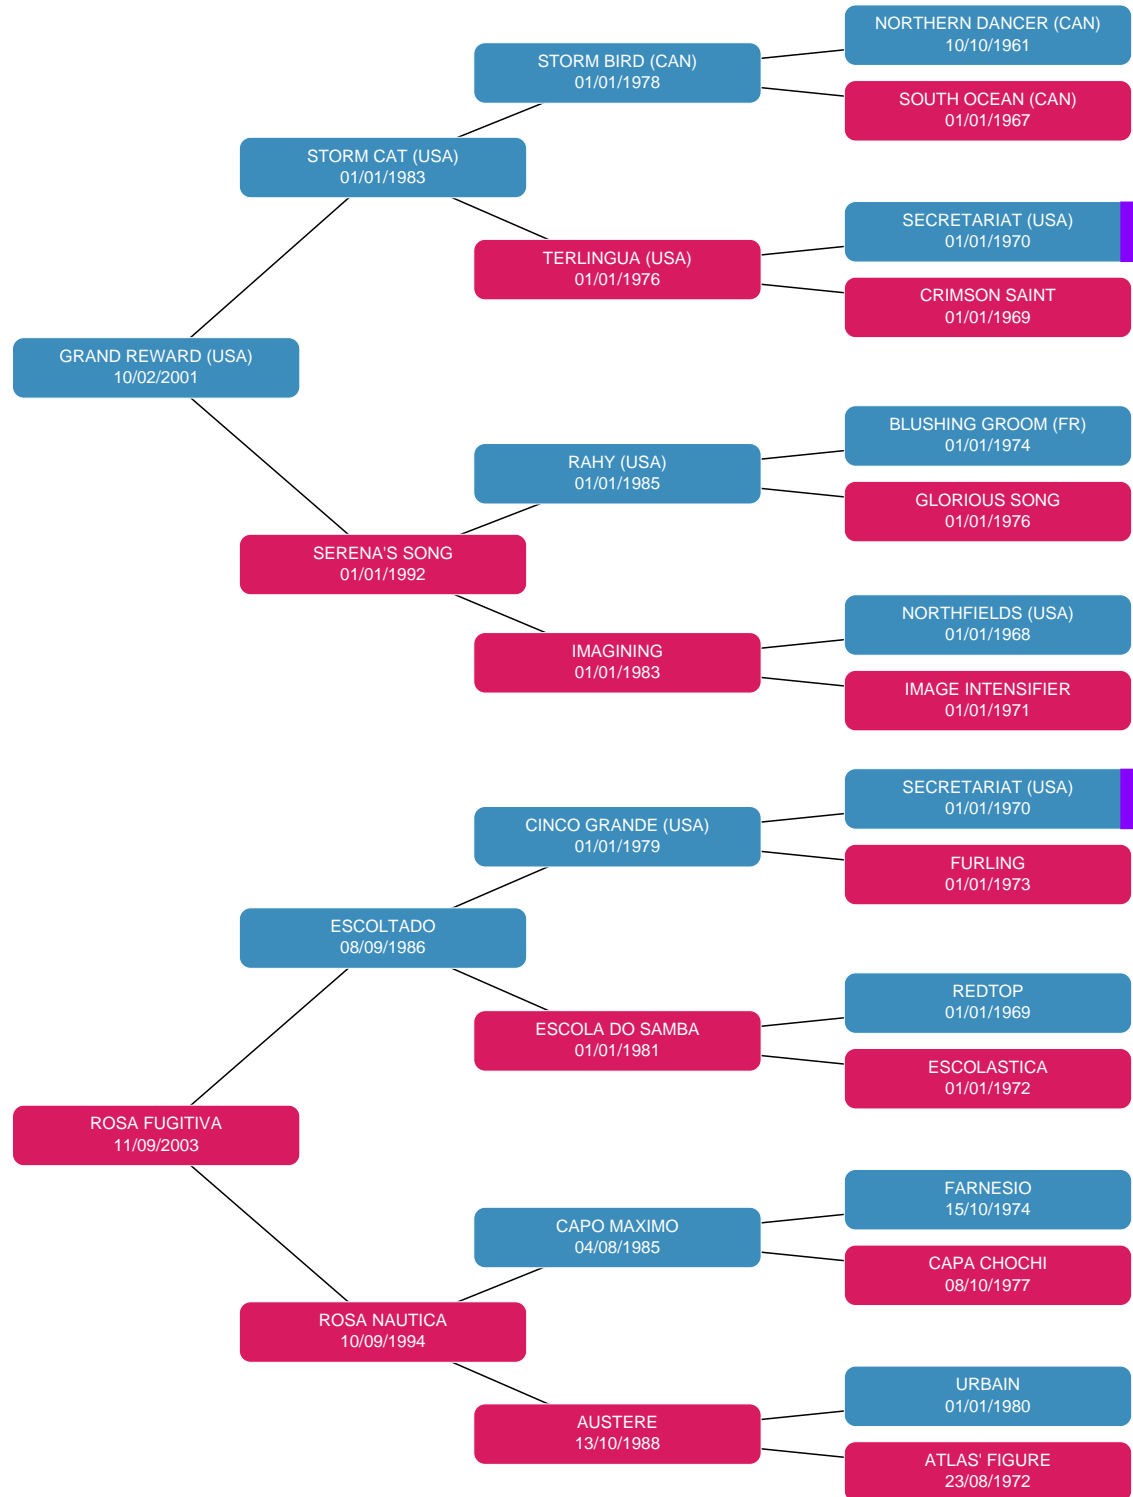 NORTHERN DANCER (CAN)
10/10/1961
STORM BIRD (CAN)
01/01/1978
SOUTH OCEAN (CAN)
01/01/1967
STORM CAT (USA)
01/01/1983
SECRETARIAT (USA)
01/01/1970
TERLINGUA (USA)
01/01/1976
CRIMSON SAINT
01/01/1969
GRAND REWARD (USA)
10/02/2001
BLUSHING GROOM (FR)
01/01/1974
RAHY (USA)
01/01/1985
GLORIOUS SONG
01/01/1976
SERENA'S SONG
01/01/1992
NORTHFIELDS (USA)
01/01/1968
IMAGINING
01/01/1983
IMAGE INTENSIFIER
01/01/1971
SECRETARIAT (USA)
01/01/1970
CINCO GRANDE (USA)
01/01/1979
FURLING
01/01/1973
ESCOLTADO
08/09/1986
REDTOP
01/01/1969
ESCOLA DO SAMBA
01/01/1981
ESCOLASTICA
01/01/1972
ROSA FUGITIVA
11/09/2003
FARNESIO
15/10/1974
CAPO MAXIMO
04/08/1985
CAPA CHOCHI
08/10/1977
ROSA NAUTICA
10/09/1994
URBAIN
01/01/1980
AUSTERE
13/10/1988
ATLAS' FIGURE
23/08/1972